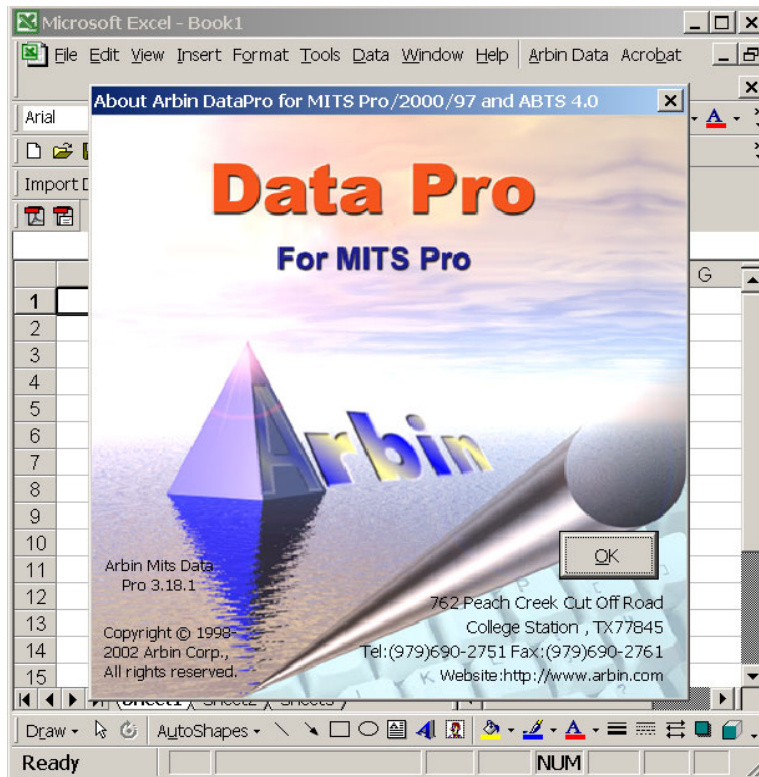 Microsoft Excel - Book1
File Edit View Insert Format Tools Data Window Help Arbin Data Acrobat
About Arbin DataPro for MITS Pro/2000/97 and ABTS 4.0
Arial
A
Import
Data Pro
For MITS Pro
G
1
2
3
4
5
6
7
8
9
10
11
12
13
14
15
Arbin
OK
Arbin Mits Data
Pro 3.18.1
Copyright © 1998-
2002 Arbin Corp.,
All rights reserved.
762 Peach Creek Cut Off Road
College Station , TX77845
Tel:(979)690-2751 Fax:(979)690-2761
Website:http://www.arbin.com
Sheet1 Sheet2 Sheet3
Draw AutoShapes A
Ready NUM